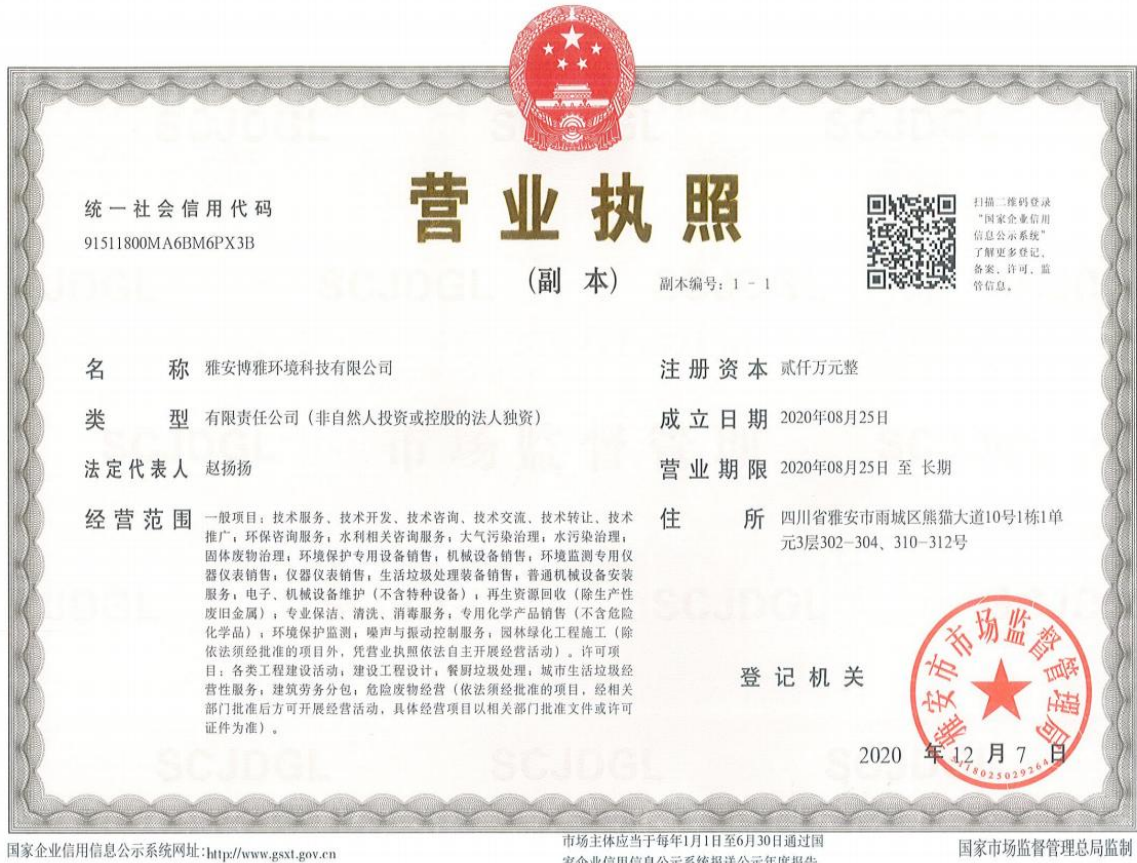 营业执照
(副 本)
副本编号：1 - 1
统一社会信用代码
91511800MA6BM6PX3B
扫描二维码登录
“国家企业信用
信息公示系统”
了解更多登记、
备案、许可、监
管信息。
名 称 雅安博雅环境科技有限公司
类 型 有限责任公司（非自然人投资或控股的法人独资）
法定代表人 赵扬扬
经营范围 一般项目：技术服务、技术开发、技术咨询、技术交流、技术转让、技术
推广；环保咨询服务；水利相关咨询服务；大气污染治理；水污染治理；
固体废物治理；环境保护专用设备销售；机械设备销售；环境监测专用仪
器仪表销售；仪器仪表销售；生活垃圾处理装备销售；普通机械设备安装
服务；电子、机械设备维护（不含特种设备）；再生资源回收（除生产性
废旧金属）；专业保洁、清洗、消毒服务；专用化学产品销售（不含危险
化学品）；环境保护监测；噪声与振动控制服务；园林绿化工程施工（除
依法须经批准的项目外，凭营业执照依法自主开展经营活动）。许可项
目：各类工程建设活动；建设工程设计；餐厨垃圾处理；城市生活垃圾经
营性服务；建筑劳务分包；危险废物经营（依法须经批准的项目，经相关
部门批准后方可开展经营活动，具体经营项目以相关部门批准文件或许可
证件为准）。
注册资本 贰仟万元整
成立日期 2020年08月25日
营业期限 2020年08月25日 至 长期
住 所 四川省雅安市雨城区熊猫大道10号1栋1单
元3层302-304、310-312号
登记机关
雅安市市场监督管理局
5118025029264
2020 年 12 月 7 日
国家企业信用信息公示系统网址：http://www.gsxt.gov.cn
市场主体应当于每年1月1日至6月30日通过国
家企业信用信息公示系统报送公示年度报告
国家市场监督管理总局监制
SCJDGL
市场监督管理